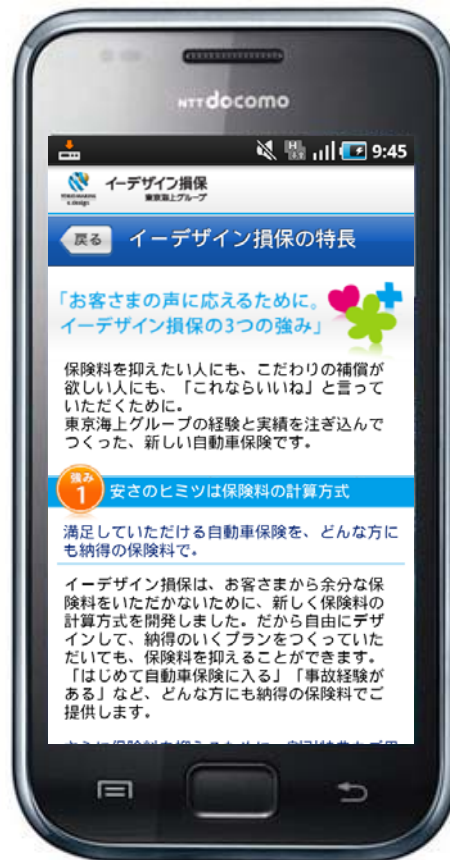 NTT docomo
9:45
イーデザイン損保
東京海上グループ
戻る
イーデザイン損保の特長
「お客さまの声に応えるために。
イーデザイン損保の3つの強み」
保険料を抑えたい人にも、こだわりの補償が
欲しい人にも、「これならいいね」と言って
いただくために。
東京海上グループの経験と実績を注ぎ込んで
つくった、新しい自動車保険です。
強み
1
安さのヒミツは保険料の計算方式
満足していただける自動車保険を、どんな方に
も納得の保険料で。
イーデザイン損保は、お客さまから余分な保
険料をいただかないために、新しく保険料の
計算方式を開発しました。だから自由にデザ
インして、納得のいくプランをつくっていた
だいても、保険料を抑えることができます。
「はじめて自動車保険に入る」「事故経験が
ある」など、どんな方にも納得の保険料でご
提供します。